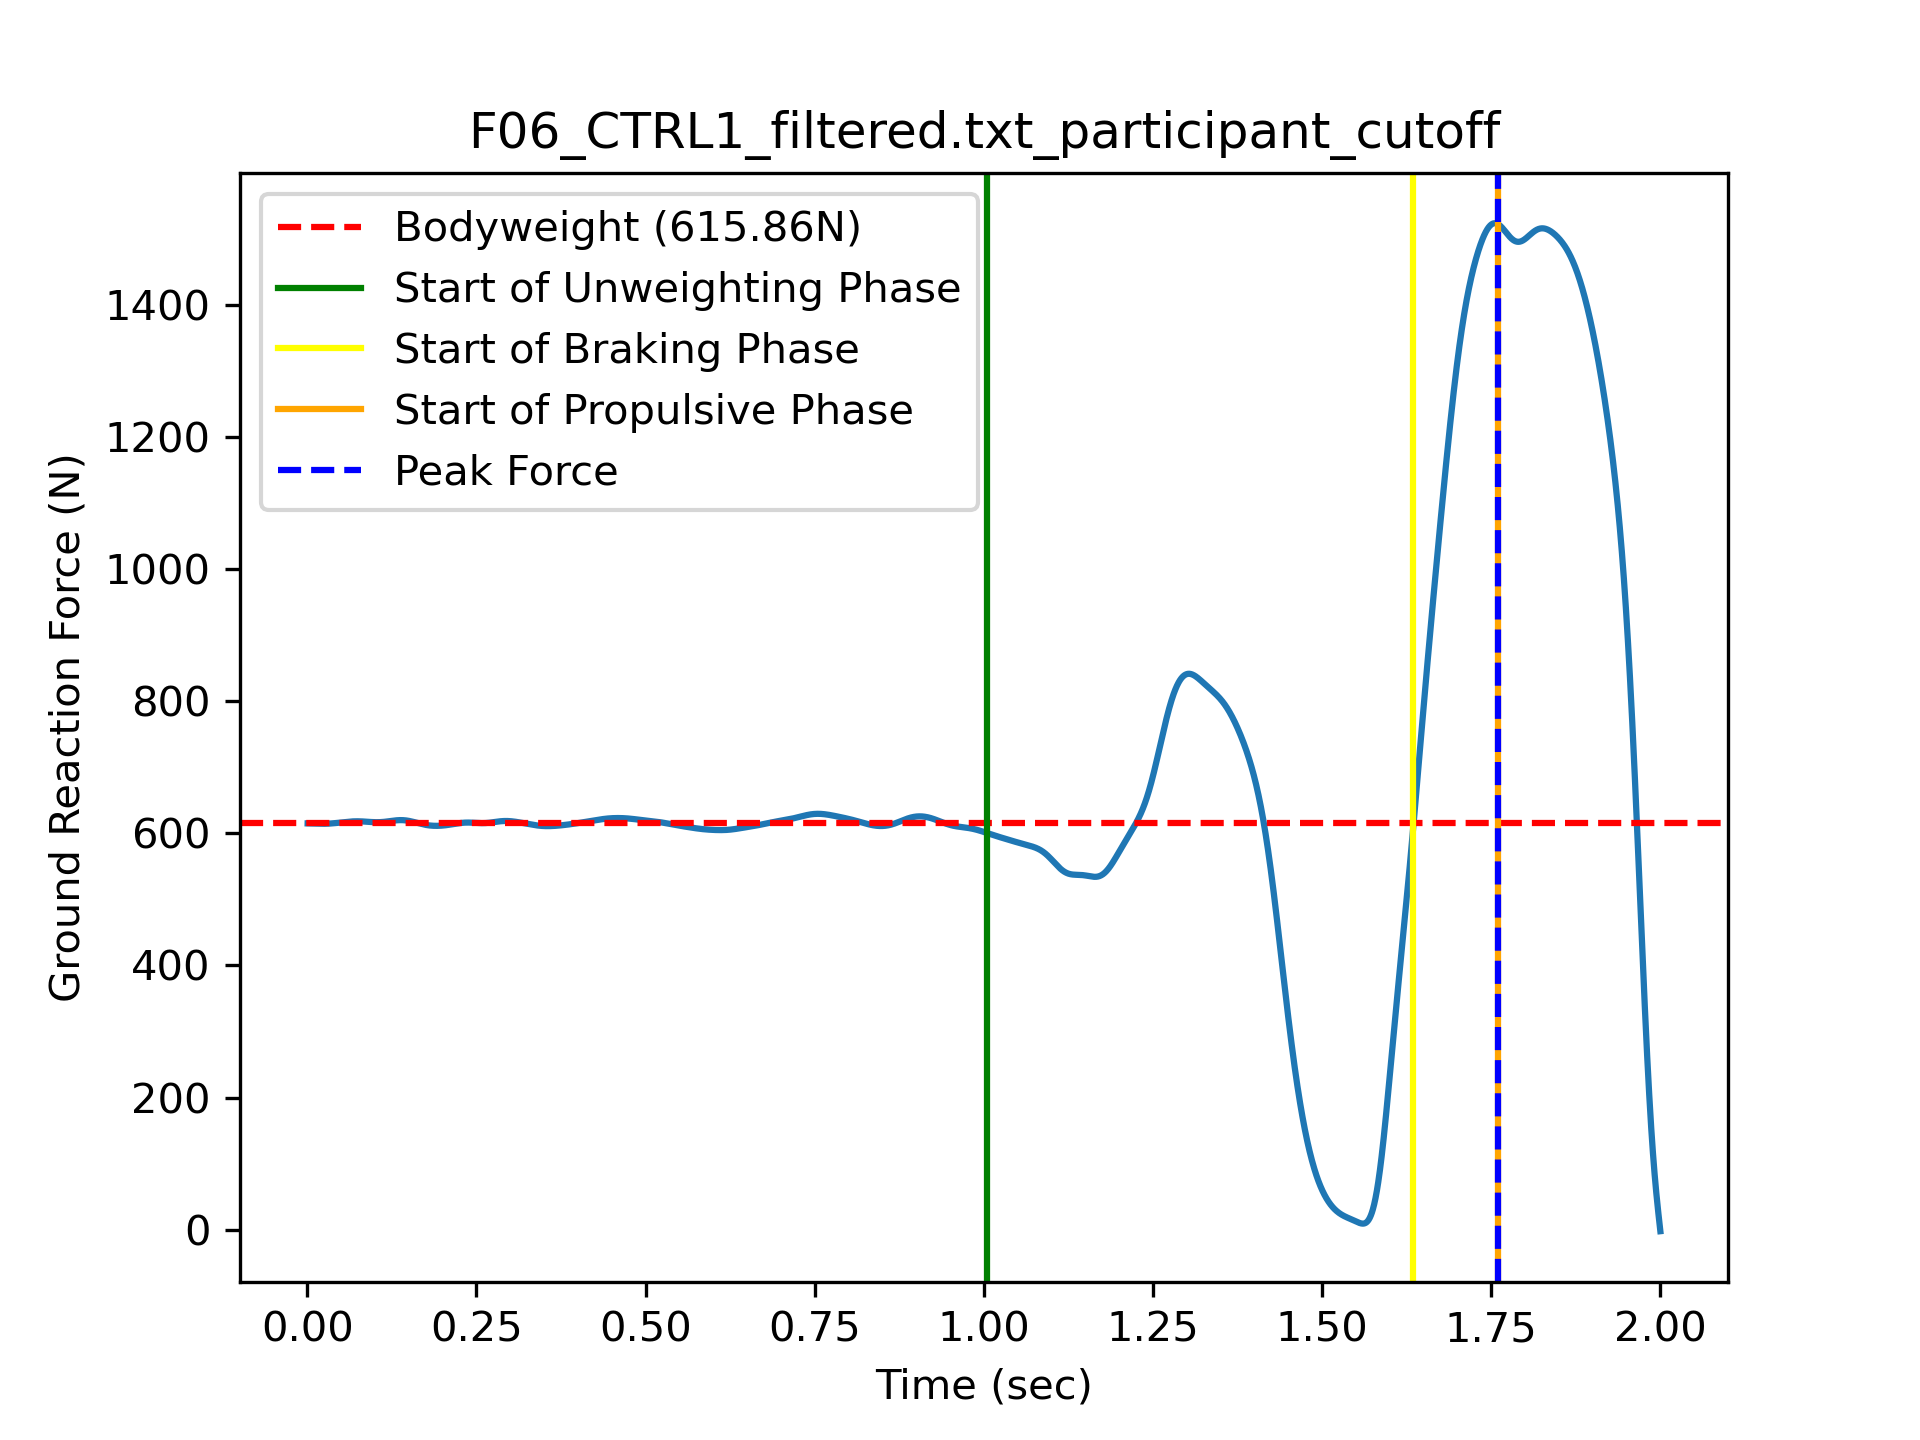 F06_CTRL1_filtered.txt_participant_cutoff
Bodyweight (615.86N)
Start of Unweighting Phase
Start of Braking Phase
Start of Propulsive Phase
Peak Force
Ground Reaction Force (N)
1400
1200
1000
800
600
400
200
0
0.00 0.25 0.50 0.75 1.00 1.25 1.50 1.75 2.00
Time (sec)